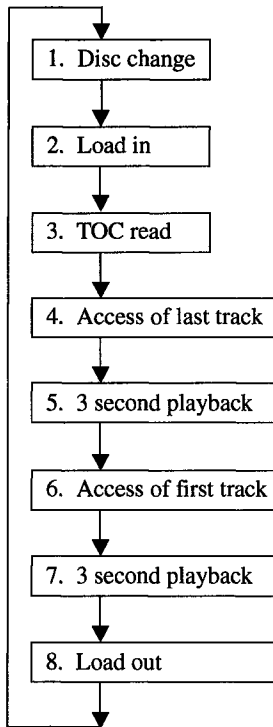 1. Disc change
2. Load in
3. TOC read
4. Access of last track
5. 3 second playback
6. Access of first track
7. 3 second playback
8. Load out